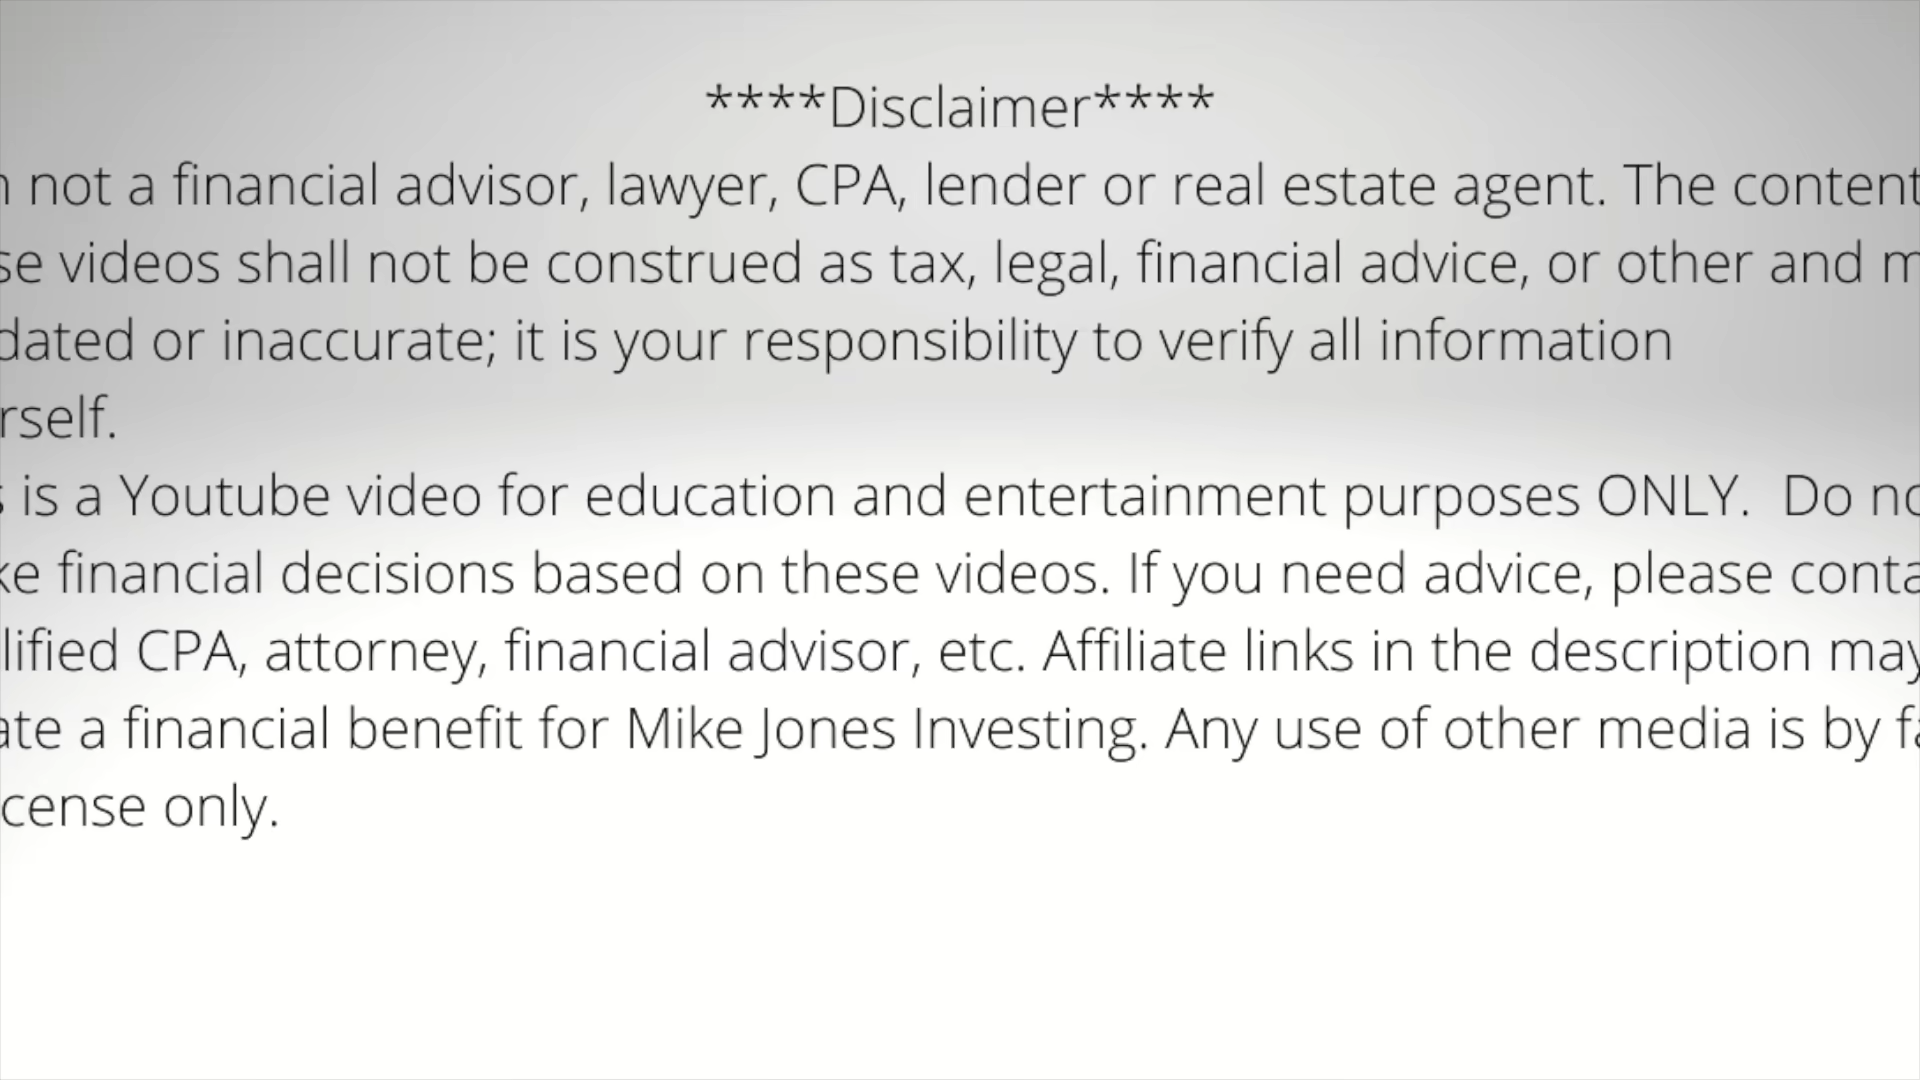 ****Disclaimer****
not a financial advisor, lawyer, CPA, lender or real estate agent. The content
se videos shall not be construed as tax, legal, financial advice, or other and m
dated or inaccurate; it is your responsibility to verify all information
rself.
is a Youtube video for education and entertainment purposes ONLY. Do no
ke financial decisions based on these videos. If you need advice, please conta
lified CPA, attorney, financial advisor, etc. Affiliate links in the description may
ate a financial benefit for Mike Jones Investing. Any use of other media is by fa
cense only.